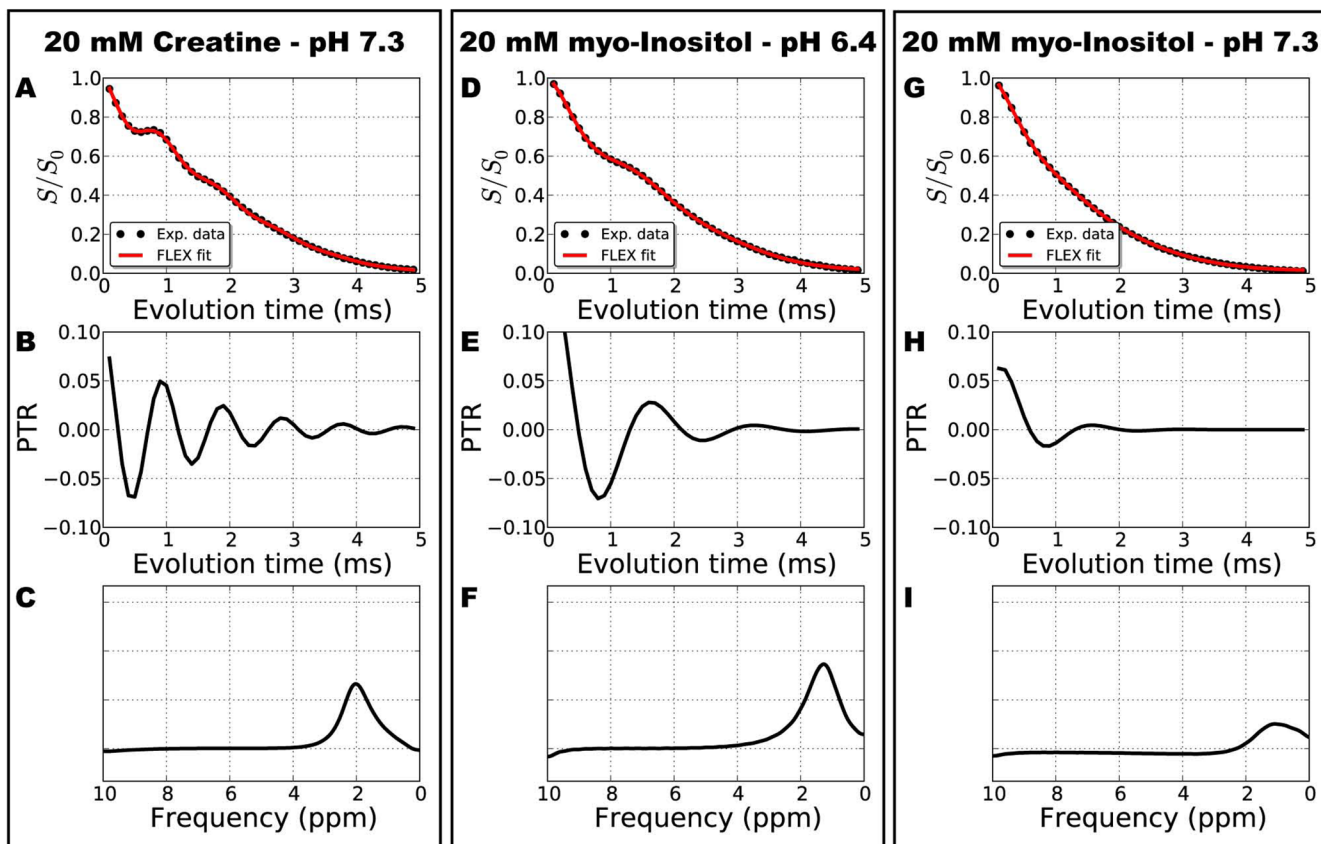 20 mM Creatine - pH 7.3
A
1.0
0.8
0.6
0.4
0.2
0.0
S/S0
Exp. data
FLEX fit
0 1 2 3 4 5
Evolution time (ms)
B
0.10
0.05
0.00
−0.05
−0.10
PTR
0 1 2 3 4 5
Evolution time (ms)
C
10 8 6 4 2 0
Frequency (ppm)
20 mM myo-Inositol - pH 6.4
D
1.0
0.8
0.6
0.4
0.2
0.0
S/S0
Exp. data
FLEX fit
0 1 2 3 4 5
Evolution time (ms)
E
0.10
0.05
0.00
−0.05
−0.10
PTR
0 1 2 3 4 5
Evolution time (ms)
F
10 8 6 4 2 0
Frequency (ppm)
20 mM myo-Inositol - pH 7.3
G
1.0
0.8
0.6
0.4
0.2
0.0
S/S0
Exp. data
FLEX fit
0 1 2 3 4 5
Evolution time (ms)
H
0.10
0.05
0.00
−0.05
−0.10
PTR
0 1 2 3 4 5
Evolution time (ms)
I
10 8 6 4 2 0
Frequency (ppm)